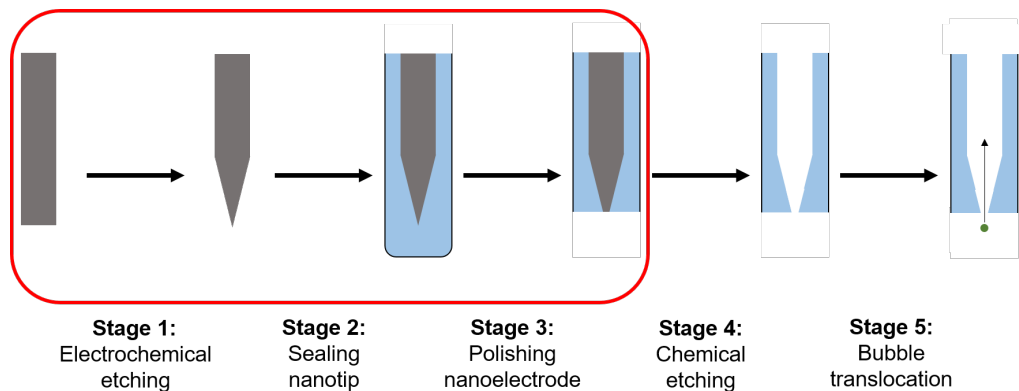 Stage 1:
Electrochemical
etching
Stage 2:
Sealing
nanotip
Stage 3:
Polishing
nanoelectrode
Stage 4:
Chemical
etching
Stage 5:
Bubble
translocation